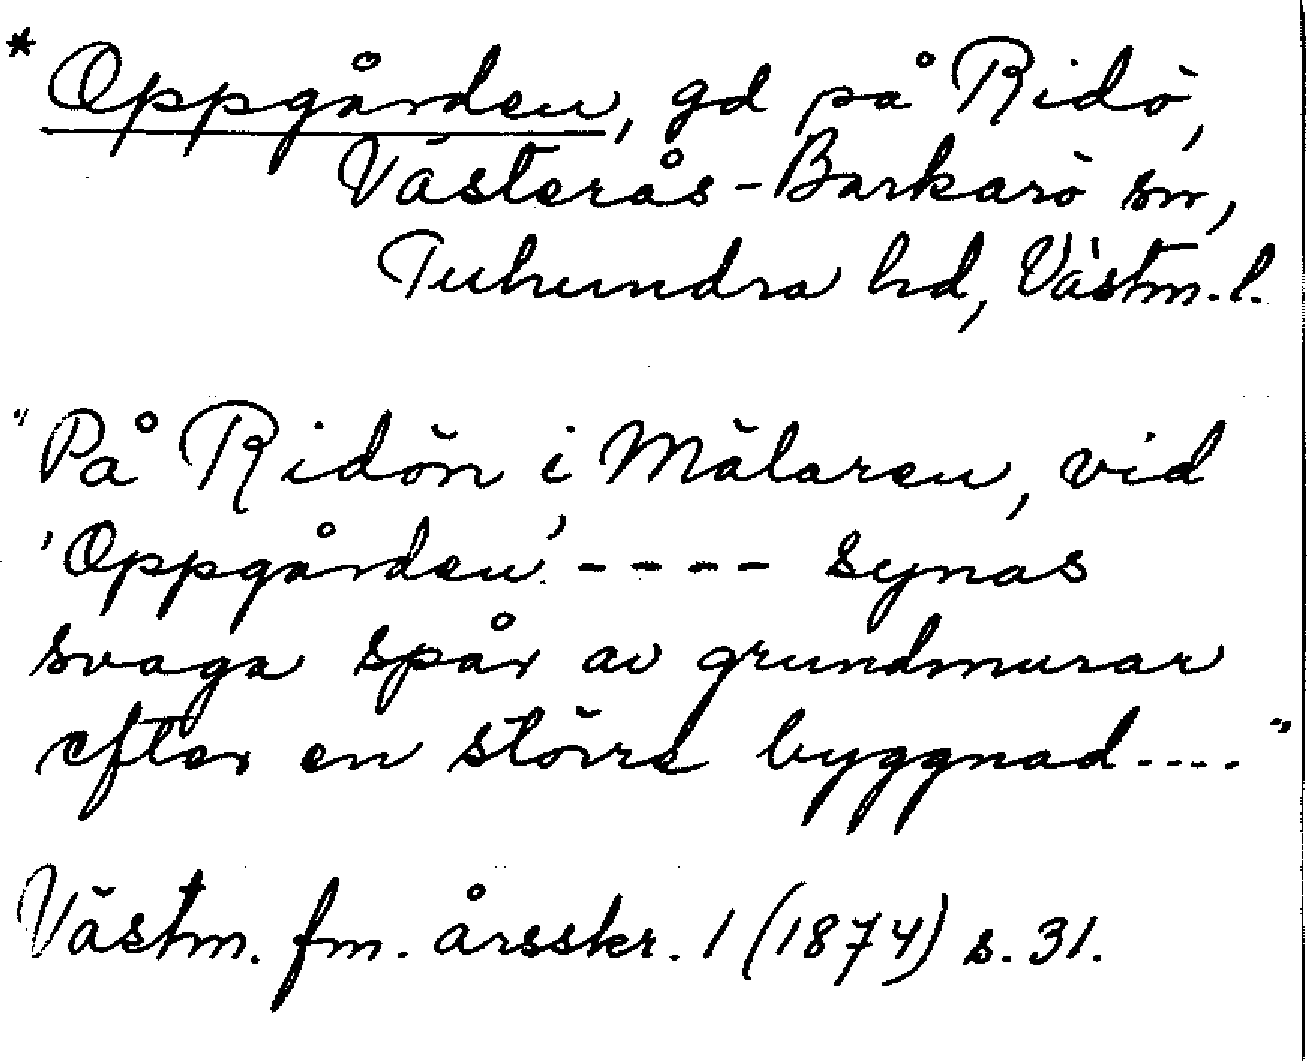 * Oppgården, gd på Ridö,
Västerås-Barkarö sn,
Tuhundra hd, Västm. l.
"På Ridön i Mälaren, vid
'Oppgården' - - - - synas
svaga spår av grundmurar
efter en större byggnad - - - -"
Västm. fm. årsskr. 1 (1874) s. 31.